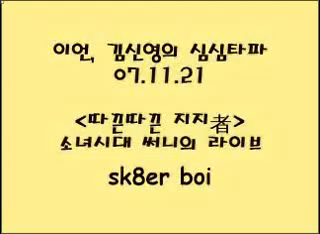 이언, 김신영의 심심타파
07.11.21
<따끈따끈 지지者>
소녀시대 써니의 라이브
sk8er boi